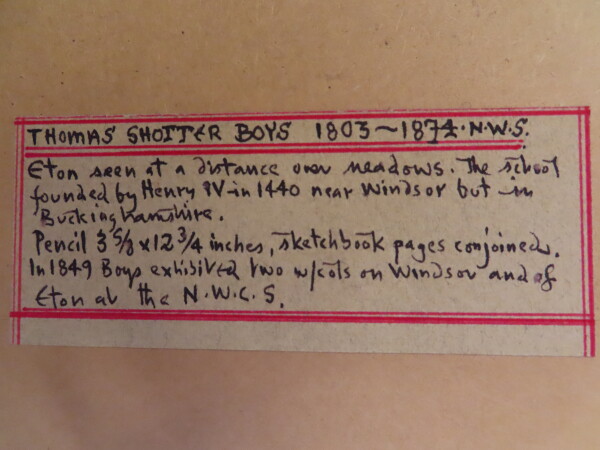 THOMAS SHOTTER BOYS 1803~1874.N.W.S.
Eton seen at a distance over meadows. The school
founded by Henry IV in 1440 near Windsor but in
Buckinghamshire.
Pencil 3 5/8 x 12 3/4 inches, sketchbook pages conjoined.
In 1849 Boys exhibited two w/cols on Windsor and of
Eton at the N.W.C.S.